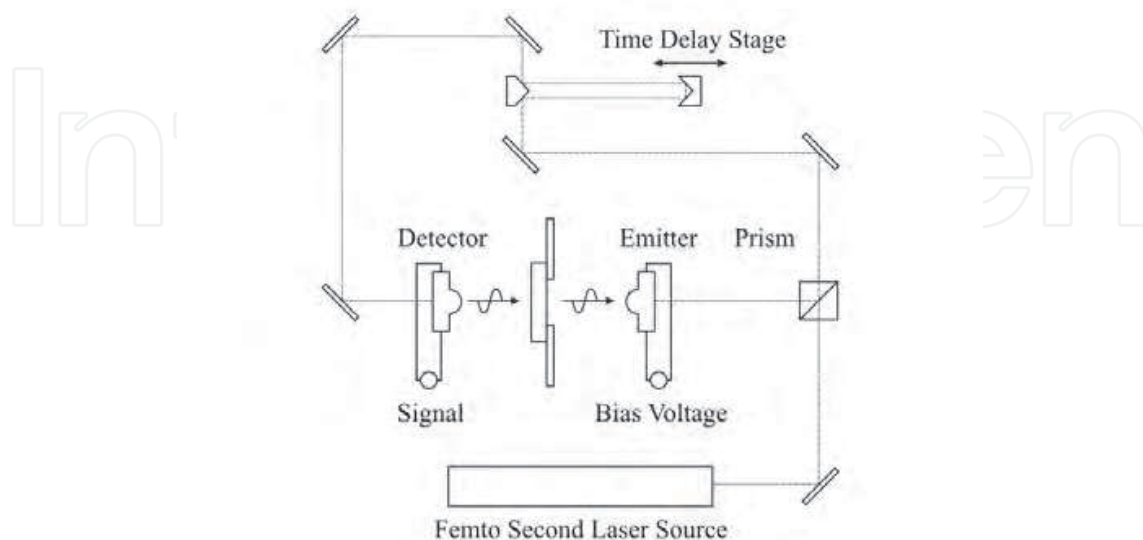 Time Delay Stage
Detector
Emitter
Prism
Signal
Bias Voltage
Femto Second Laser Source